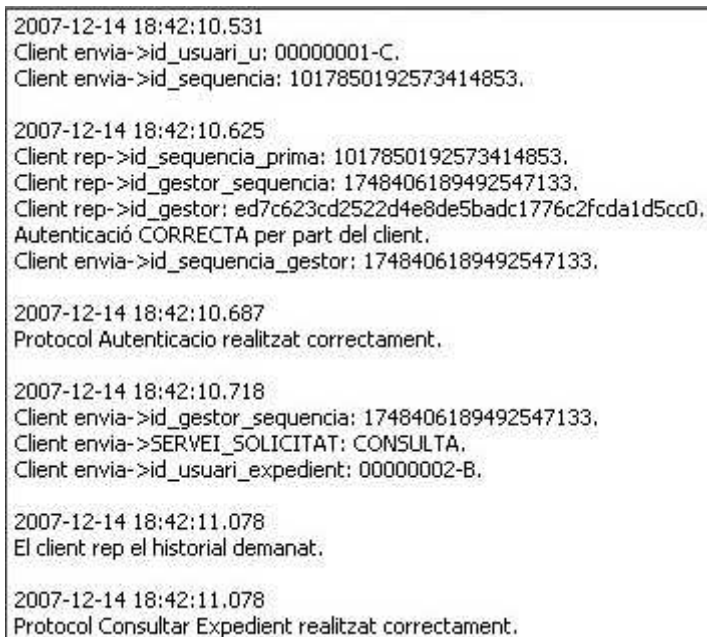 2007-12-14 18:42:10.531
Client envia->id_usuari_u: 00000001-C.
Client envia->id_sequencia: 1017850192573414853.
2007-12-14 18:42:10.625
Client rep->id_sequencia_prima: 1017850192573414853.
Client rep->id_gestor_sequencia: 1748406189492547133.
Client rep->id_gestor: ed7c623cd2522d4e8de5badc1776c2fcda1d5cc0.
Autenticació CORRECTA per part del client.
Client envia->id_sequencia_gestor: 1748406189492547133.
2007-12-14 18:42:10.687
Protocol Autenticacio realitzat correctament.
2007-12-14 18:42:10.718
Client envia->id_gestor_sequencia: 1748406189492547133.
Client envia->SERVEI_SOLICITAT: CONSULTA.
Client envia->id_usuari_expedient: 00000002-B.
2007-12-14 18:42:11.078
El client rep el historial demanat.
2007-12-14 18:42:11.078
Protocol Consultar Expedient realitzat correctament.